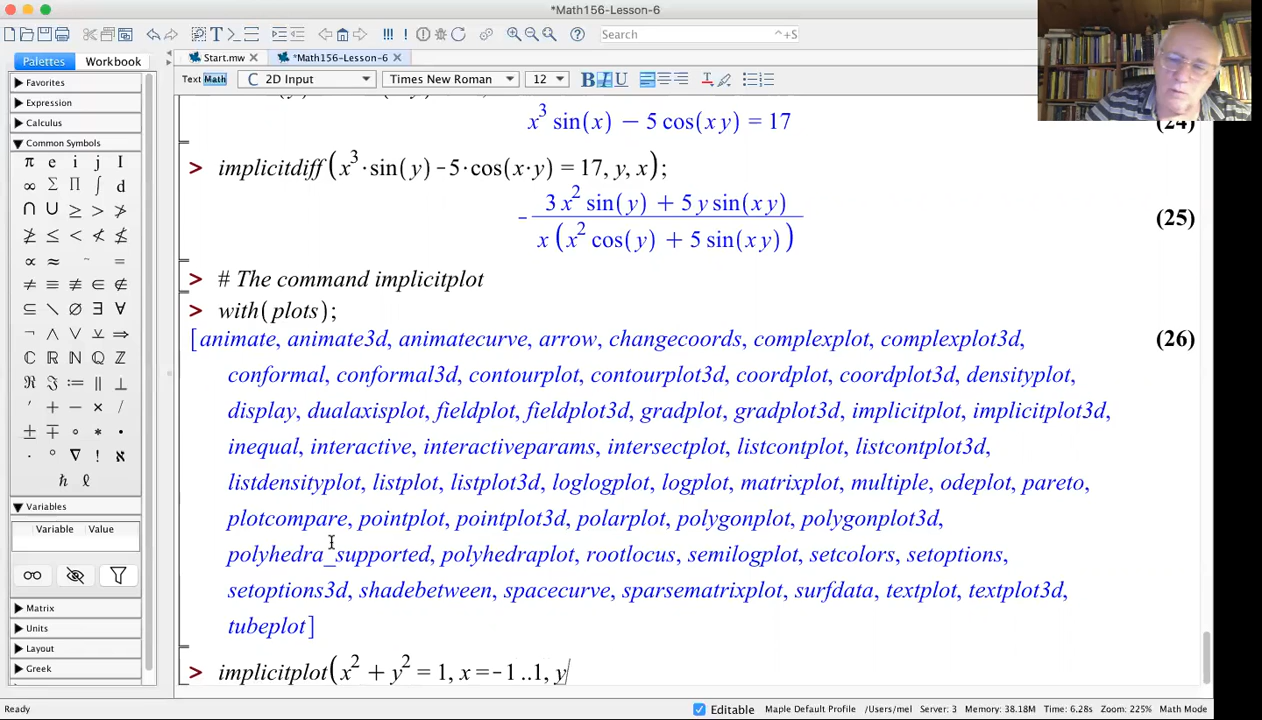 *Math156-Lesson-6
Search
Palettes Workbook
Start.mw *Math156-Lesson-6
Favorites
Text Math C 2D Input Times New Roman 12 B I U
Expression
Calculus
Common Symbols
π e i j I
∞ Σ Π ∫ d
∩ ∪ ≥ > ≯
≱ ≤ < ≮ ≰
∝ ≈ ~ =
≠ ≡ ≢ ∈ ∉
⊆ \ ∅ ∃ ∀
¬ ∧ ∨ ⊻ ⇒
ℂ ℝ ℕ ℚ ℤ
ℜ ℑ := ∥ ⊥
' + − × /
± ∓ ∘ * •
· ° ∇ ! ℵ
ℏ ℓ
Variables
Variable Value
Matrix
Units
Layout
Greek
x^3 sin(x) − 5 cos(x y) = 17
(24)
> implicitdiff(x^3·sin(y) −5·cos(x·y) = 17, y, x);
− (3 x^2 sin(y) + 5 y sin(x y)) / (x (x^2 cos(y) + 5 sin(x y))) (25)
> # The command implicitplot
> with(plots);
[animate, animate3d, animatecurve, arrow, changecoords, complexplot, complexplot3d, (26)
conformal, conformal3d, contourplot, contourplot3d, coordplot, coordplot3d, densityplot,
display, dualaxisplot, fieldplot, fieldplot3d, gradplot, gradplot3d, implicitplot, implicitplot3d,
inequal, interactive, interactiveparams, intersectplot, listcontplot, listcontplot3d,
listdensityplot, listplot, listplot3d, loglogplot, logplot, matrixplot, multiple, odeplot, pareto,
plotcompare, pointplot, pointplot3d, polarplot, polygonplot, polygonplot3d,
polyhedra_supported, polyhedraplot, rootlocus, semilogplot, setcolors, setoptions,
setoptions3d, shadebetween, spacecurve, sparsematrixplot, surfdata, textplot, textplot3d,
tubeplot]
> implicitplot(x^2 + y^2 = 1, x = −1 ..1, y
Ready
Editable Maple Default Profile /Users/mel Server: 3 Memory: 38.18M Time: 6.28s Zoom: 225% Math Mode